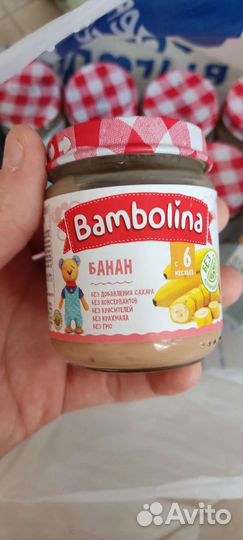 Bambolina
БАНАН
БЕЗ ДОБАВЛЕНИЯ САХАРА
БЕЗ КОНСЕРВАНТОВ
БЕЗ КРАСИТЕЛЕЙ
БЕЗ КРАХМАЛА
БЕЗ ГМО
с 6
МЕСЯЦЕВ
Avito